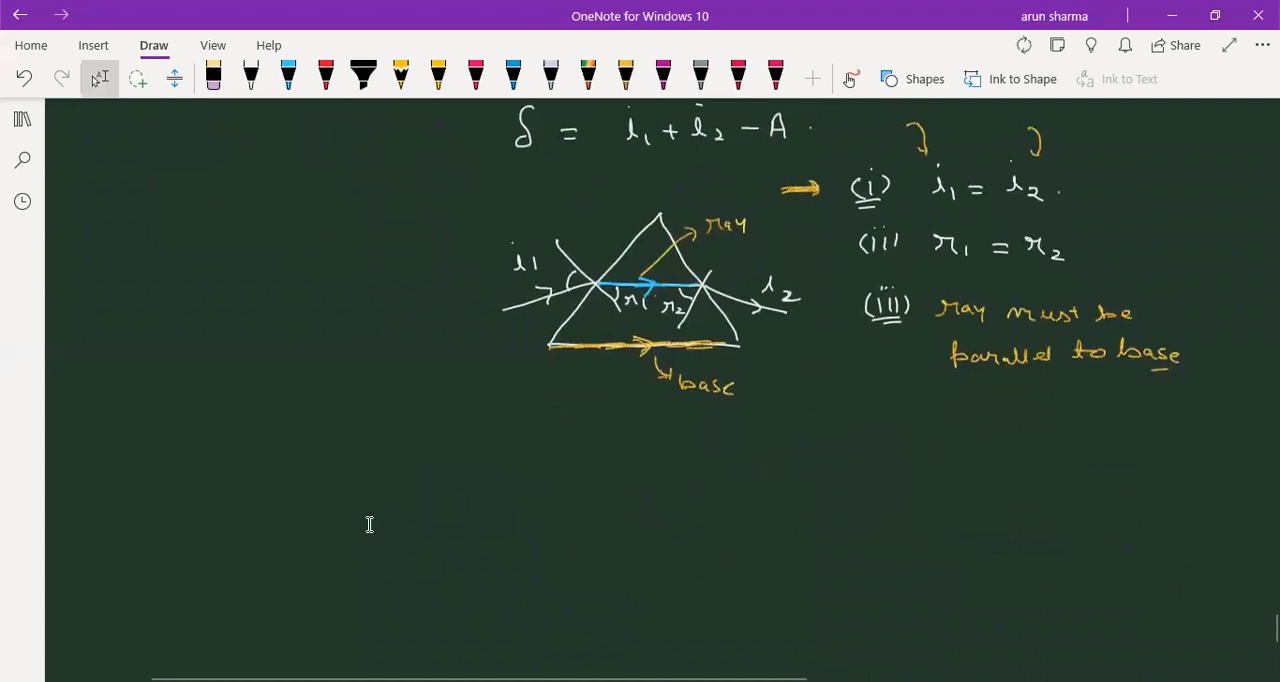 OneNote for Windows 10
arun sharma
Home Insert Draw View Help
Share
Shapes Ink to Shape Ink to Text
δ = i₁ + i₂ - A .
(i) i₁ = i₂ .
(ii) r₁ = r₂
(iii) ray must be
parallel to base
ray
i₁
r₁ r₂
i₂
base